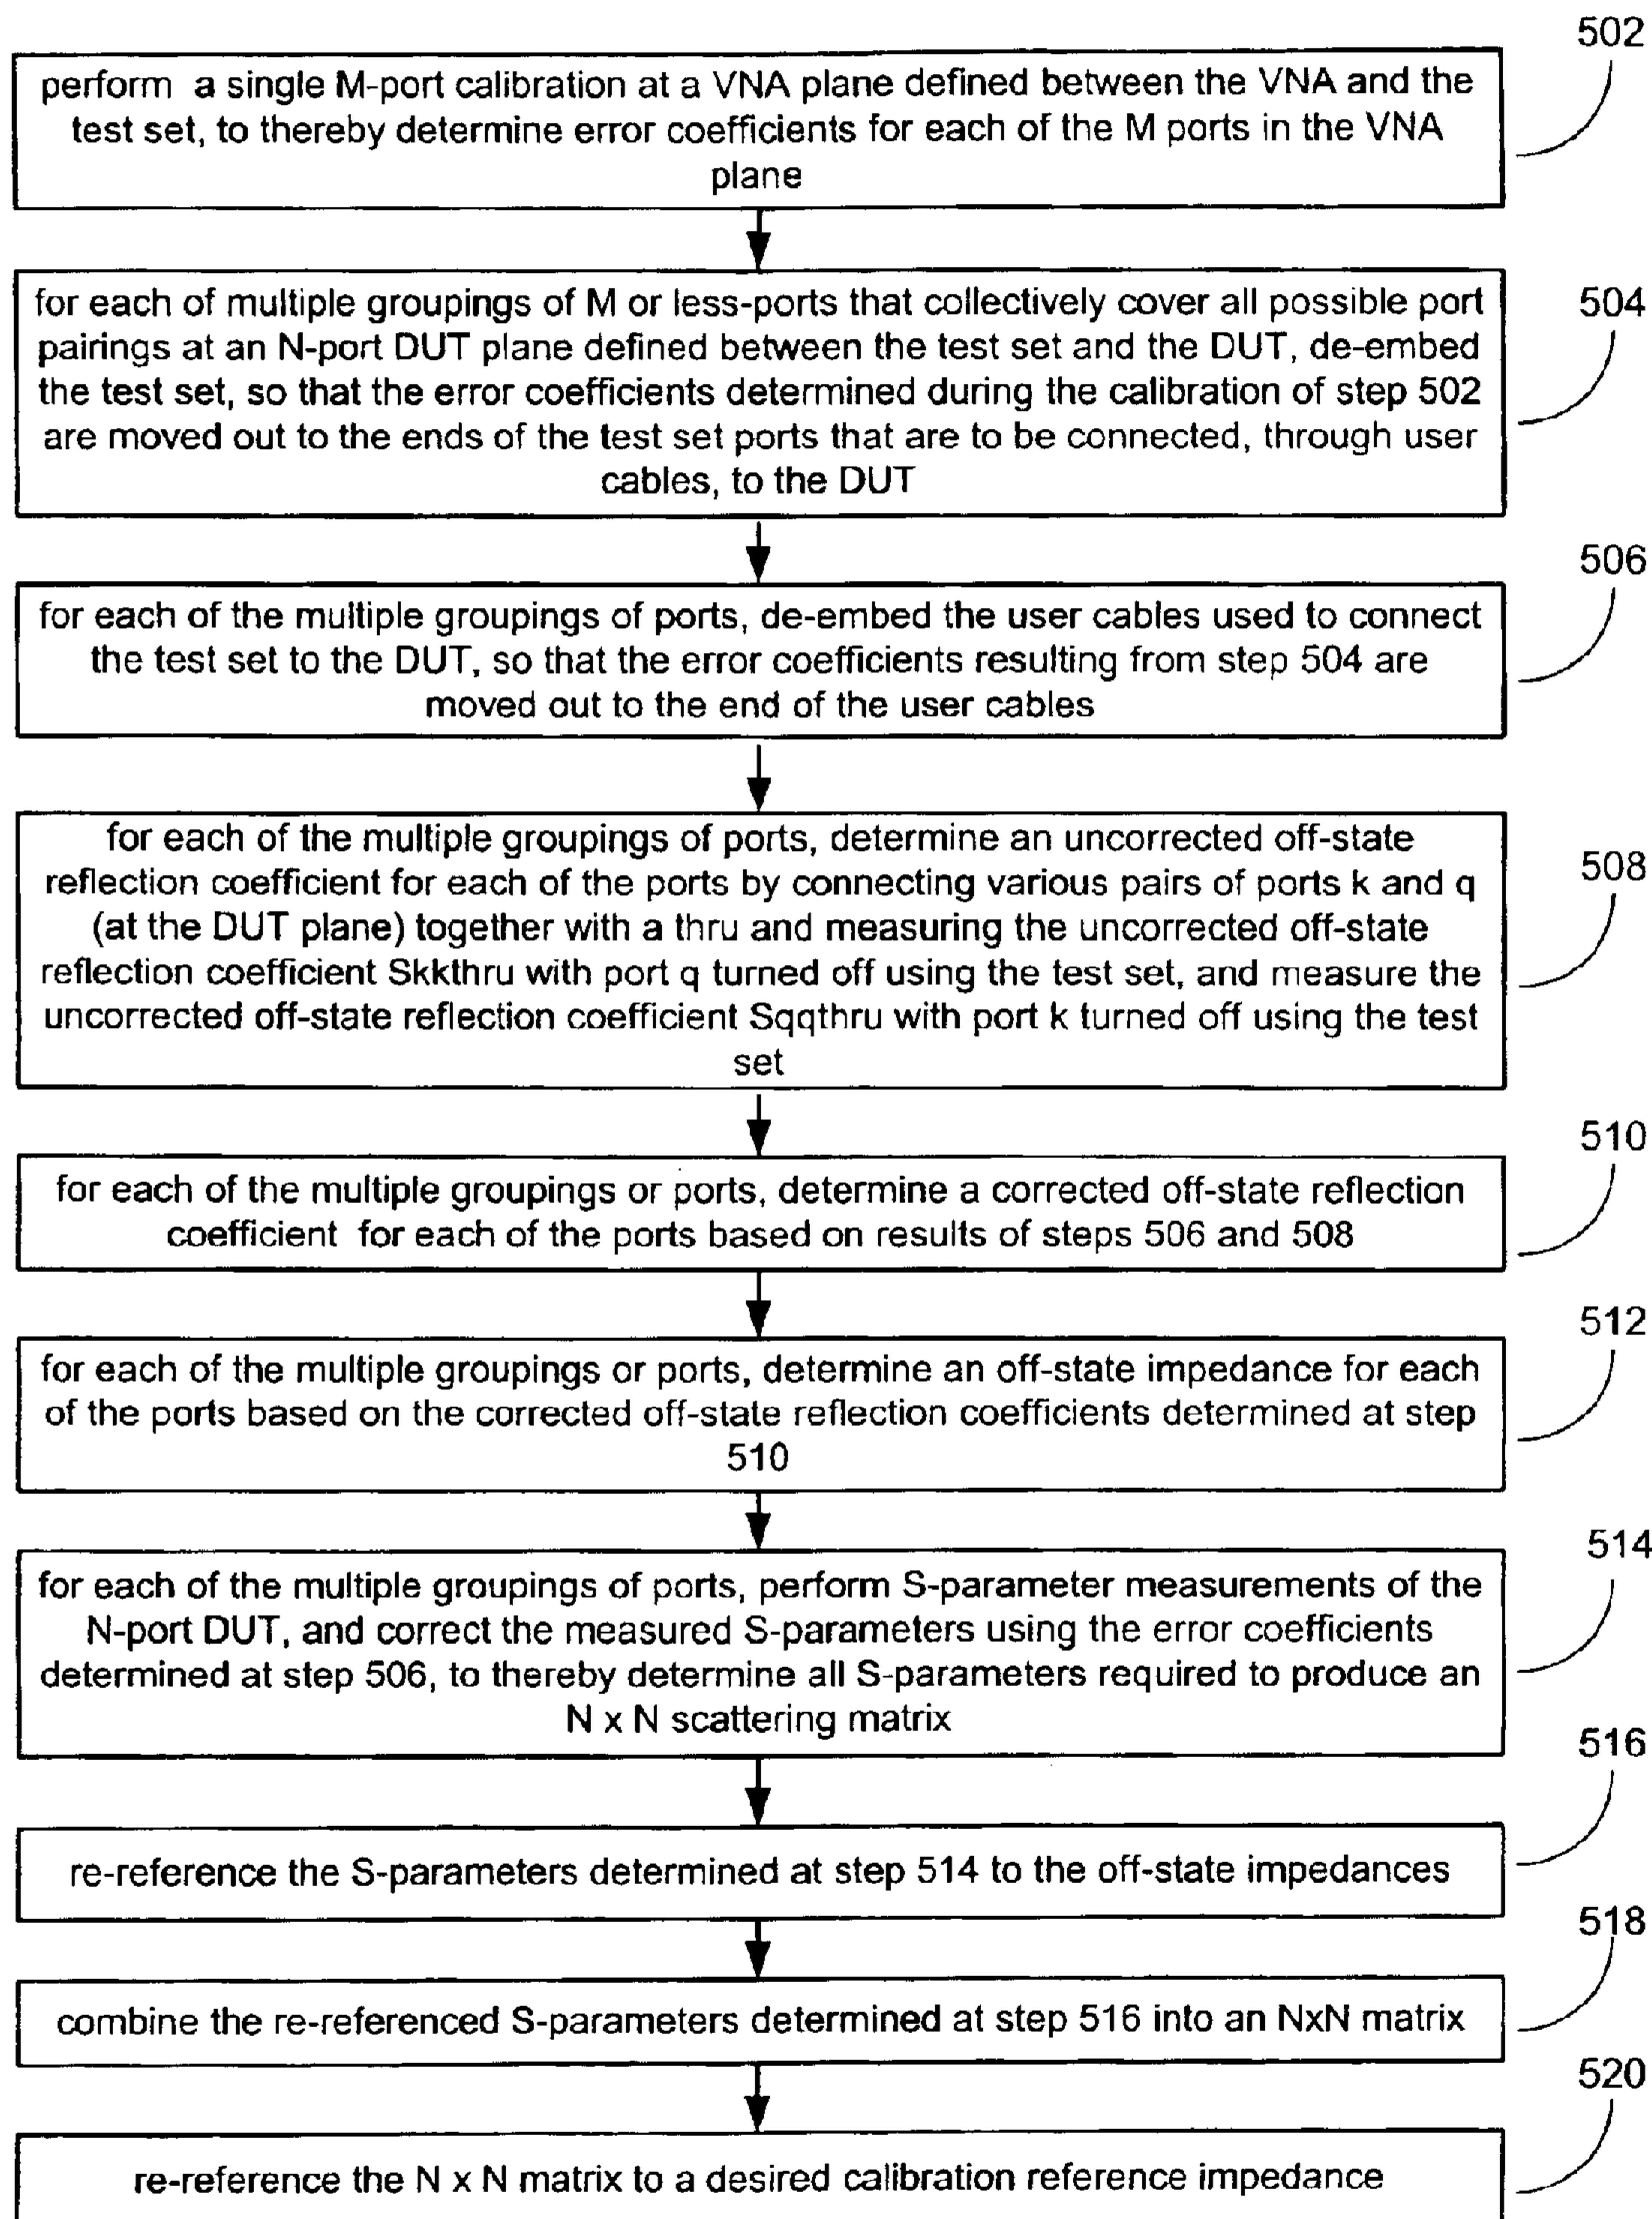 502
perform a single M-port calibration at a VNA plane defined between the VNA and the
test set, to thereby determine error coefficients for each of the M ports in the VNA
plane
504
for each of multiple groupings of M or less-ports that collectively cover all possible port
pairings at an N-port DUT plane defined between the test set and the DUT, de-embed
the test set, so that the error coefficients determined during the calibration of step 502
are moved out to the ends of the test set ports that are to be connected, through user
cables, to the DUT
506
for each of the multiple groupings of ports, de-embed the user cables used to connect
the test set to the DUT, so that the error coefficients resulting from step 504 are
moved out to the end of the user cables
508
for each of the multiple groupings of ports, determine an uncorrected off-state
reflection coefficient for each of the ports by connecting various pairs of ports k and q
(at the DUT plane) together with a thru and measuring the uncorrected off-state
reflection coefficient Skkthru with port q turned off using the test set, and measure the
uncorrected off-state reflection coefficient Sqqthru with port k turned off using the test
set
510
for each of the multiple groupings or ports, determine a corrected off-state reflection
coefficient for each of the ports based on results of steps 506 and 508
512
for each of the multiple groupings or ports, determine an off-state impedance for each
of the ports based on the corrected off-state reflection coefficients determined at step
510
514
for each of the multiple groupings of ports, perform S-parameter measurements of the
N-port DUT, and correct the measured S-parameters using the error coefficients
determined at step 506, to thereby determine all S-parameters required to produce an
N x N scattering matrix
516
re-reference the S-parameters determined at step 514 to the off-state impedances
518
combine the re-referenced S-parameters determined at step 516 into an NxN matrix
520
re-reference the N x N matrix to a desired calibration reference impedance